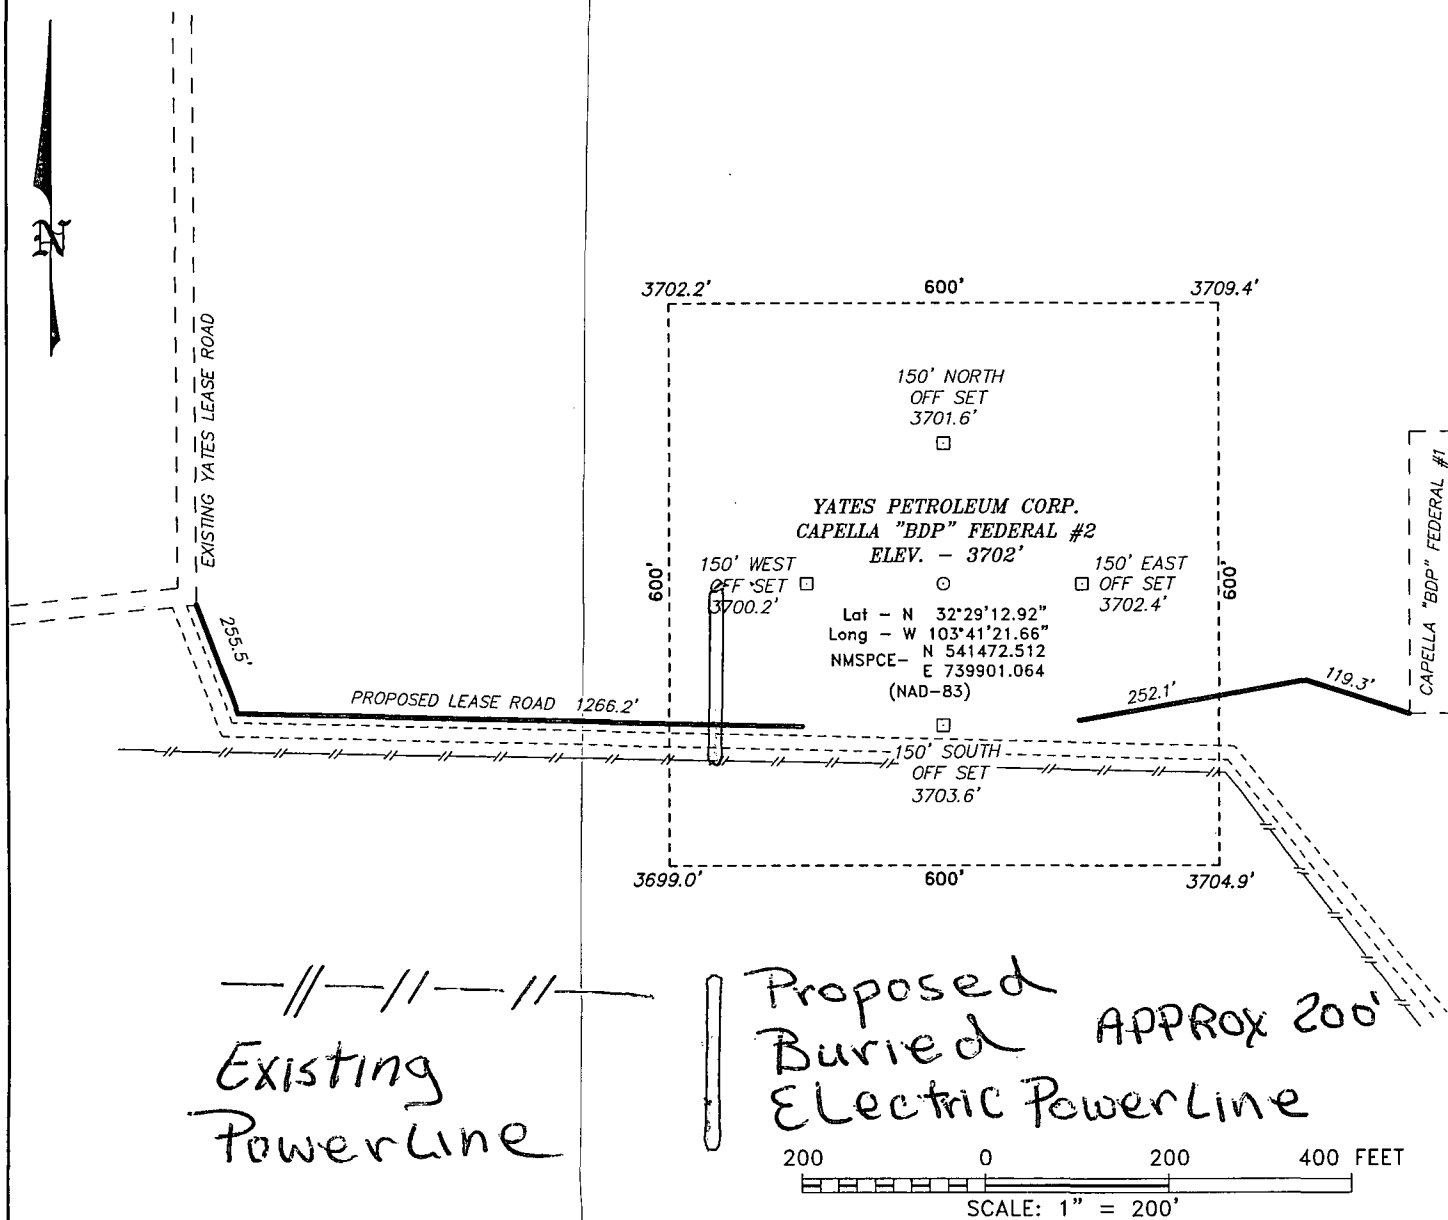 N
EXISTING YATES LEASE ROAD
3702.2'
600'
3709.4'
150' NORTH
OFF SET
3701.6'
YATES PETROLEUM CORP.
CAPELLA "BDP" FEDERAL #2
ELEV. - 3702'
600'
150' WEST
OFF SET
3700.2'
150' EAST
OFF SET
3702.4'
600'
Lat - N 32°29'12.92"
Long - W 103°41'21.66"
NMSPCE- N 541472.512
E 739901.064
(NAD-83)
CAPELLA "BDP" FEDERAL #1
255.5'
PROPOSED LEASE ROAD 1266.2'
252.1'
119.3'
150' SOUTH
OFF SET
3703.6'
3699.0'
600'
3704.9'
Existing
PowerLine
Proposed
Buried
Electric PowerLine
APPROX 200'
200 0 200 400 FEET
SCALE: 1" = 200'